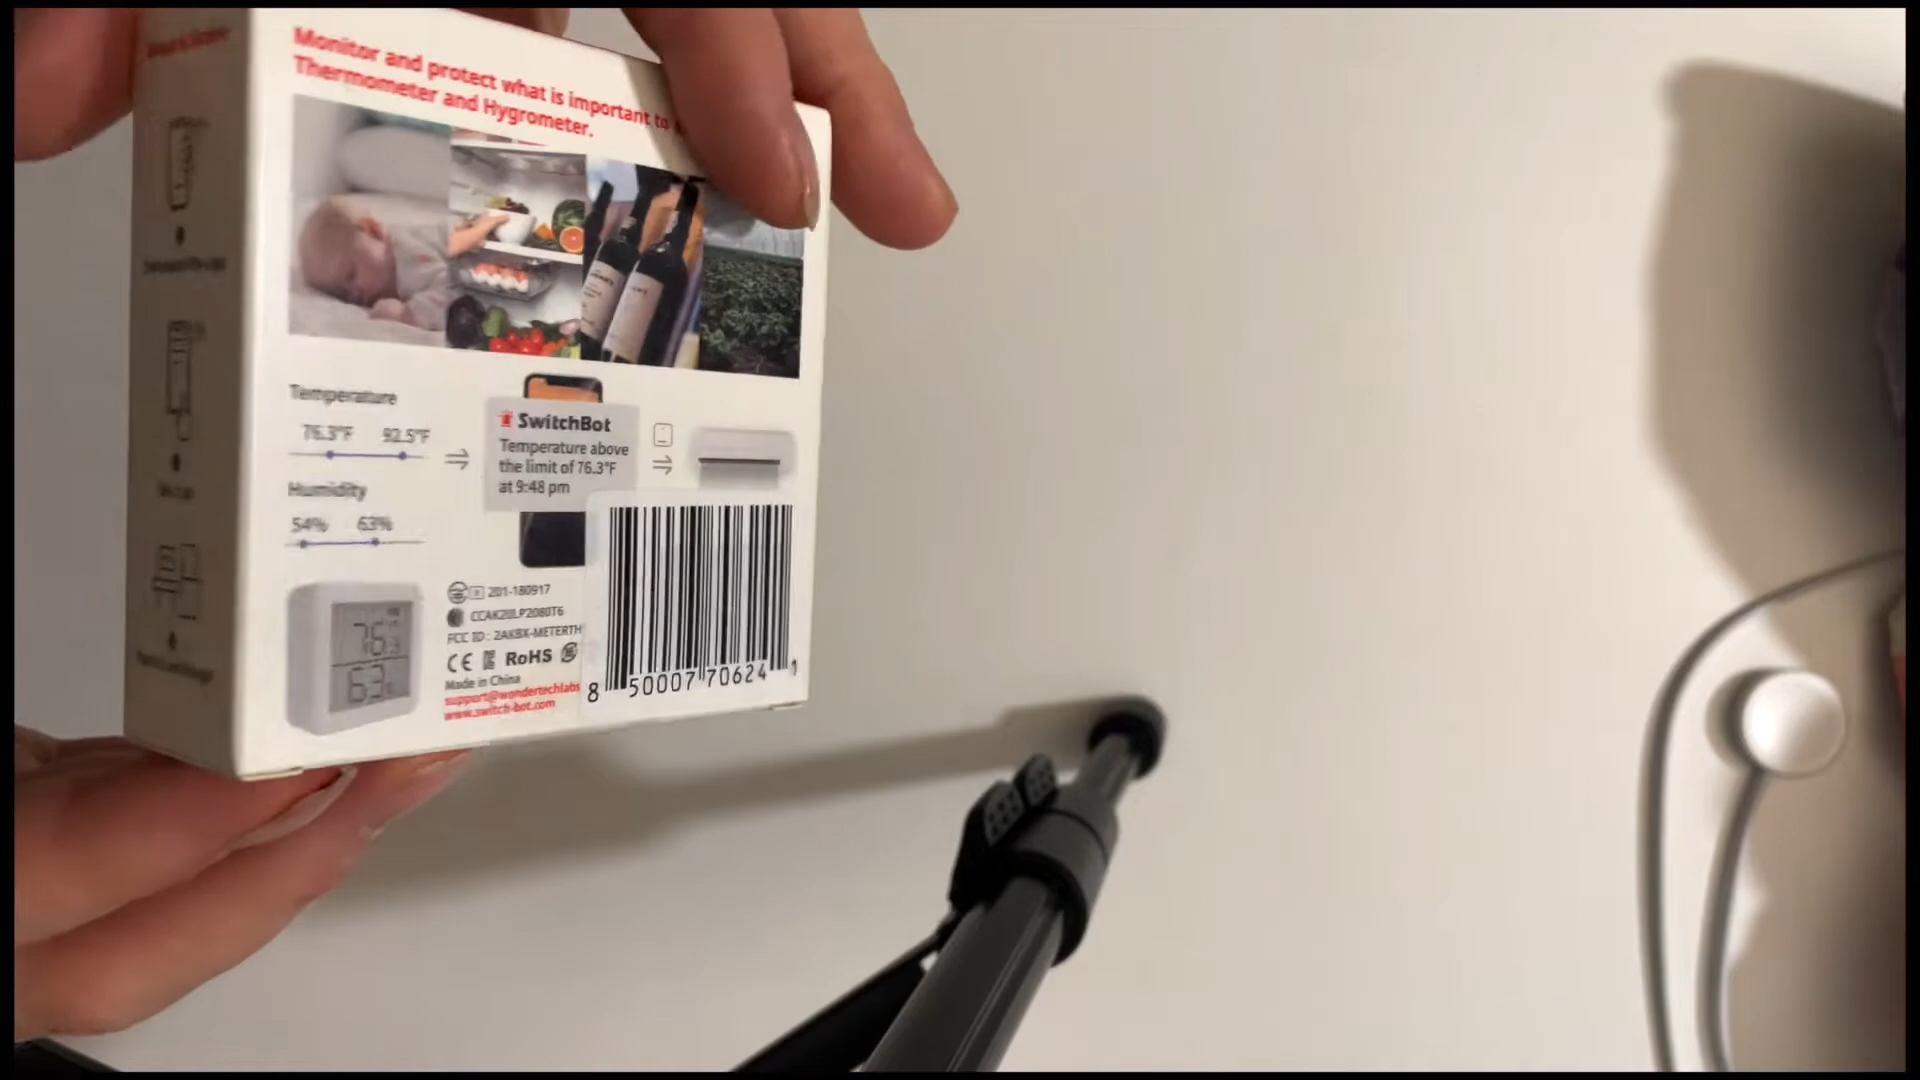 Monitor and protect what is important to
Thermometer and Hygrometer.
Temperature
76.3°F 92.5°F
Humidity
54% 63%
SwitchBot
Temperature above
the limit of 76.3°F
at 9:48 pm
76
63
201-180917
CCAK20LP2080T6
FCC ID : 2AKBX-METERTH
CE RoHS
Made in China
support@wondertechlabs
www.switch-bot.com
8 50007 70624 1